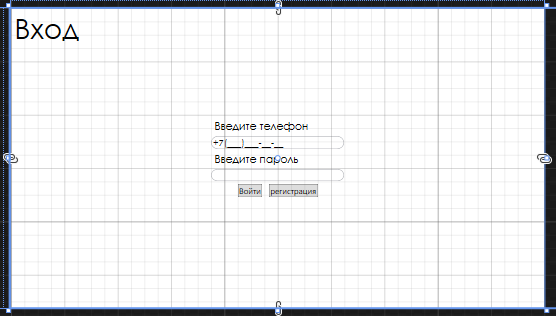 Вход
Введите телефон
+7(___)___-__-__
Введите пароль
Войти регистрация